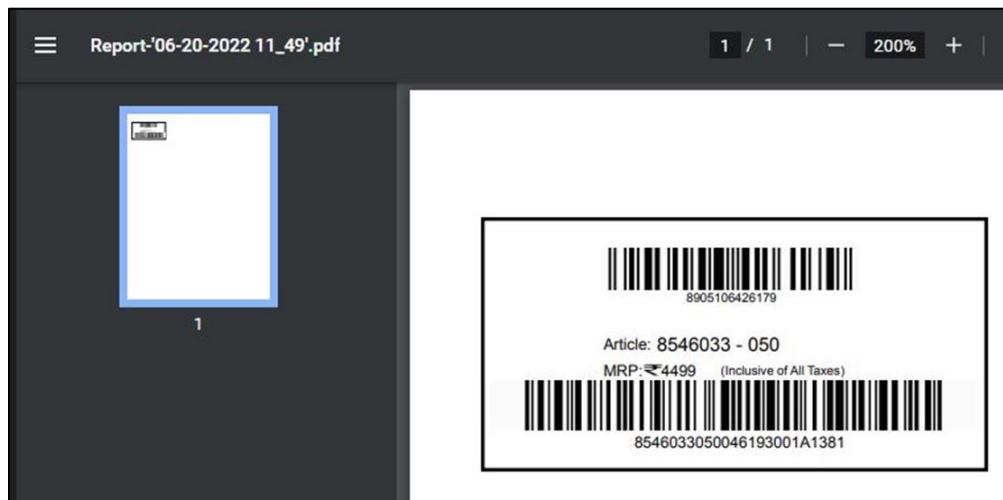 Report-'06-20-2022 11_49'.pdf
1 / 1
200%
1
8905106426179
Article: 8546033 - 050
MRP:₹4499 (Inclusive of All Taxes)
8546033050046193001A1381